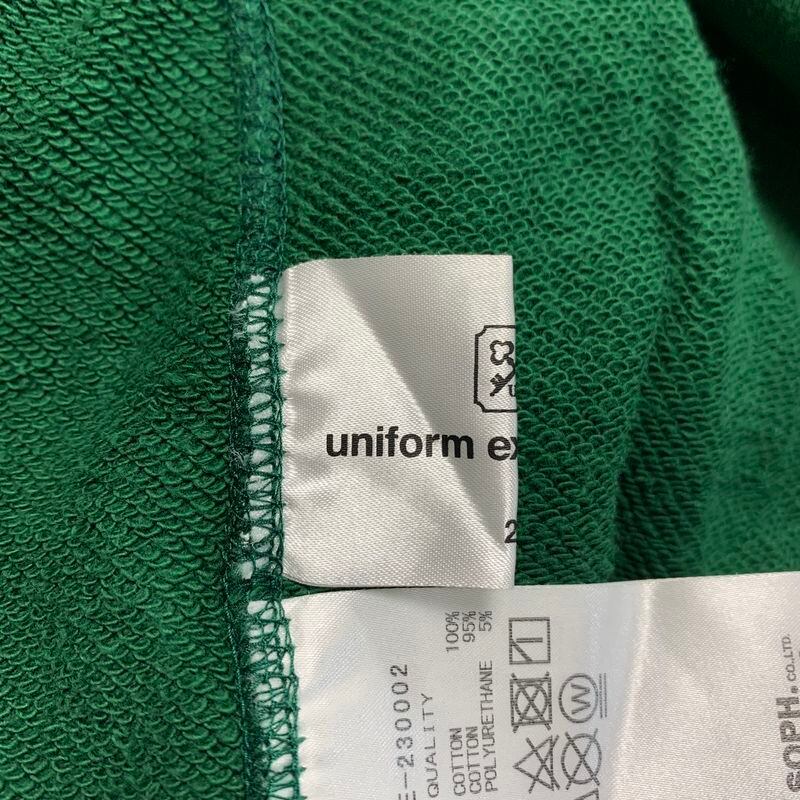 uniform ex
2
E-230002
QUALITY
COTTON 100%
COTTON 95%
POLYURETHANE 5%
W
SOPH. CO.,LTD.